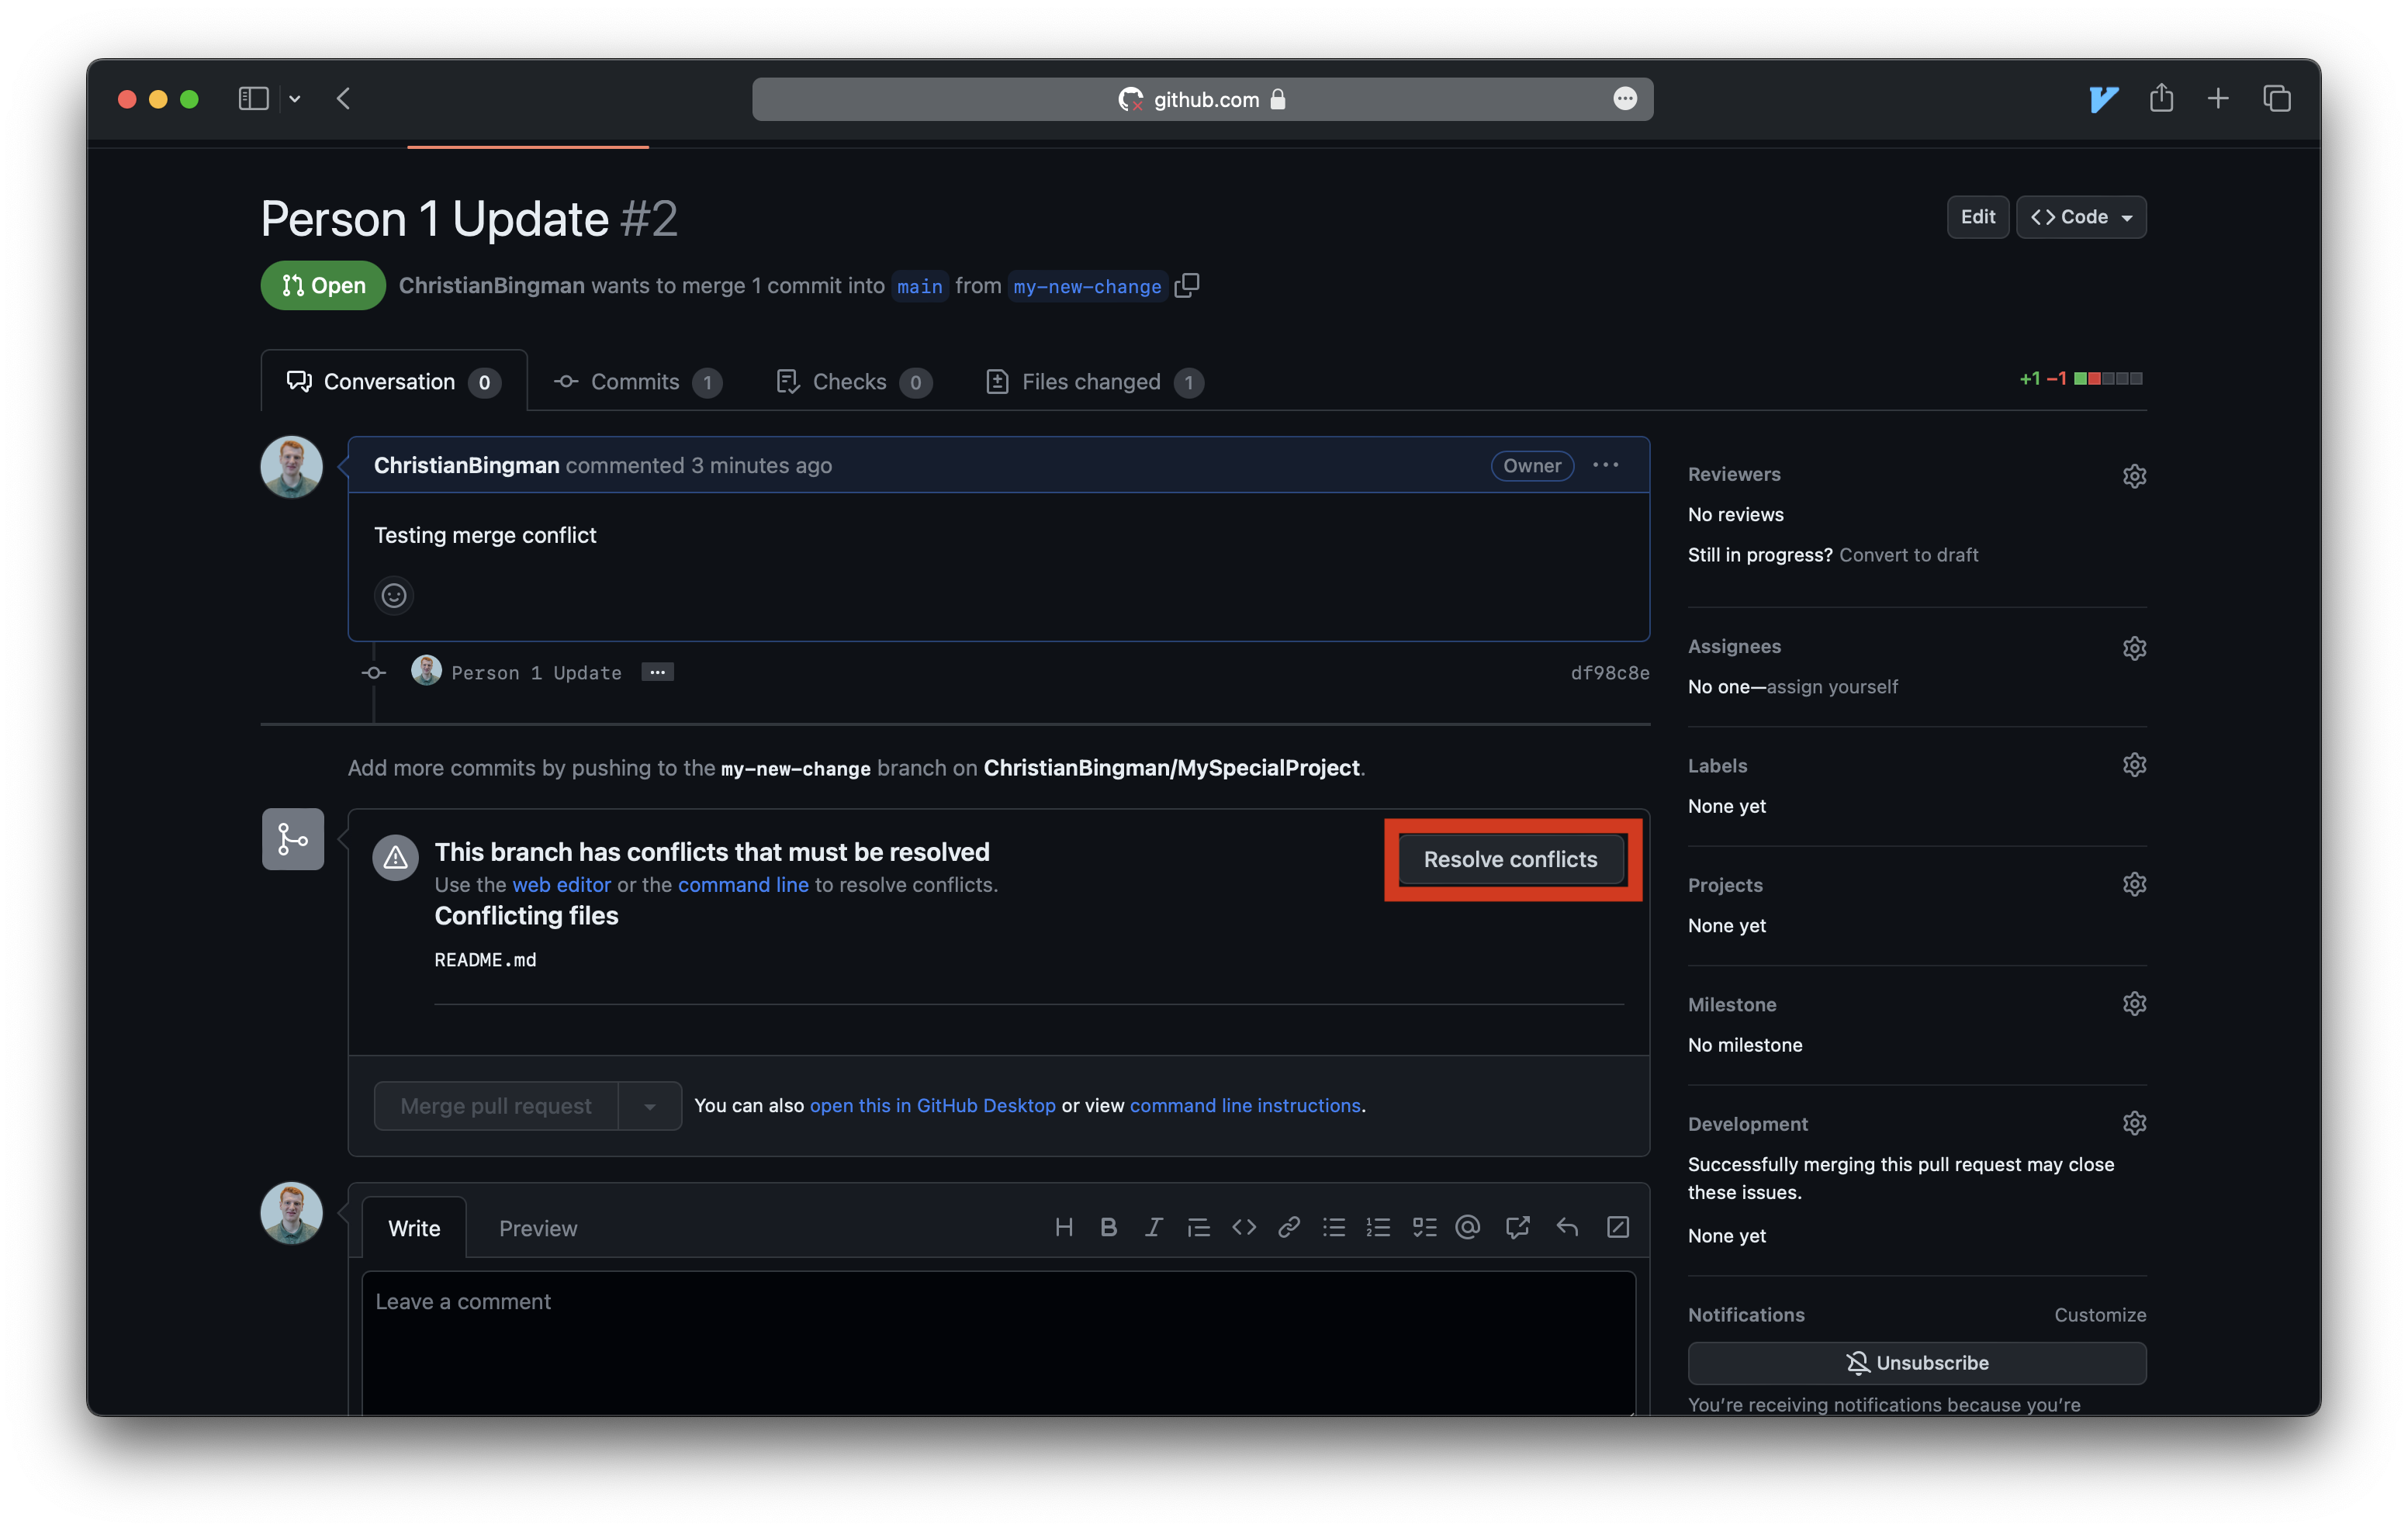 github.com
Person 1 Update #2
Edit
Code
Open
ChristianBingman wants to merge 1 commit into main from my-new-change
Conversation 0
Commits 1
Checks 0
Files changed 1
+1 −1
ChristianBingman commented 3 minutes ago
Owner
Testing merge conflict
Person 1 Update
df98c8e
Add more commits by pushing to the my-new-change branch on ChristianBingman/MySpecialProject.
This branch has conflicts that must be resolved
Use the web editor or the command line to resolve conflicts.
Conflicting files
README.md
Resolve conflicts
Merge pull request
You can also open this in GitHub Desktop or view command line instructions.
Write
Preview
Leave a comment
Reviewers
No reviews
Still in progress? Convert to draft
Assignees
No one—assign yourself
Labels
None yet
Projects
None yet
Milestone
No milestone
Development
Successfully merging this pull request may close
these issues.
None yet
Notifications
Customize
Unsubscribe
You’re receiving notifications because you’re